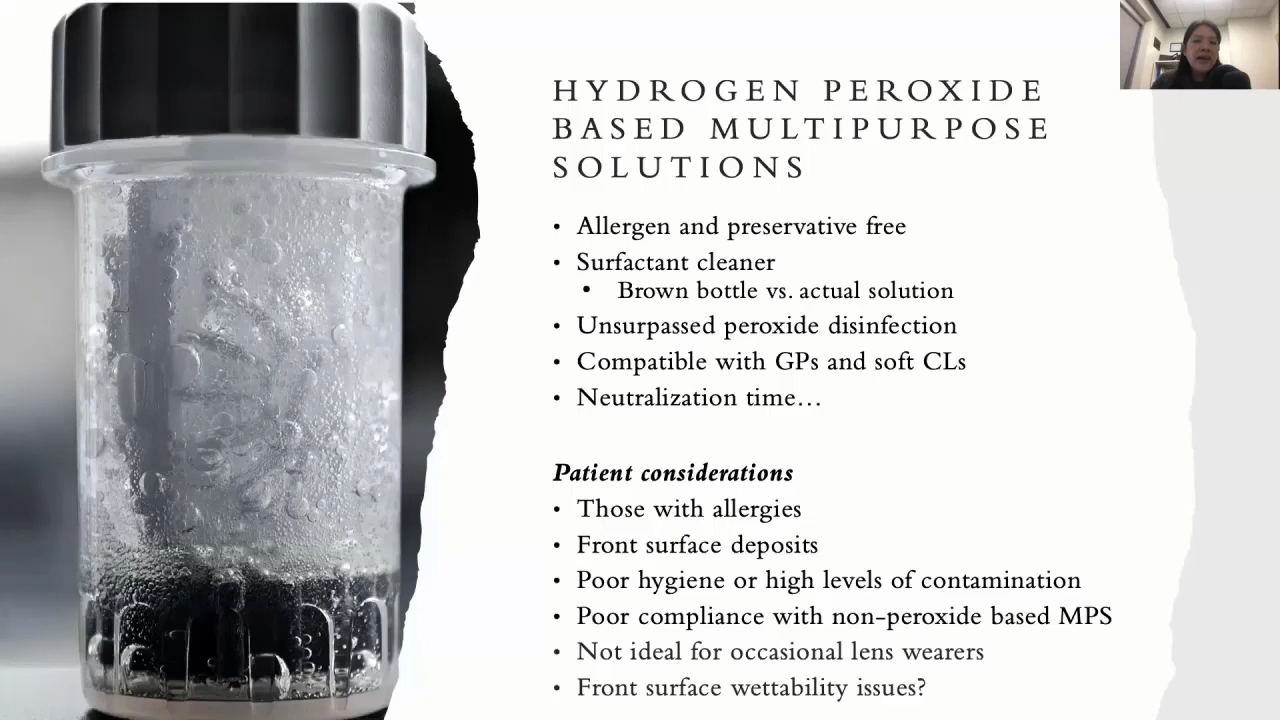 HYDROGEN PEROXIDE
BASED MULTIPURPOSE
SOLUTIONS
• Allergen and preservative free
• Surfactant cleaner
• Brown bottle vs. actual solution
• Unsurpassed peroxide disinfection
• Compatible with GPs and soft CLs
• Neutralization time…
Patient considerations
• Those with allergies
• Front surface deposits
• Poor hygiene or high levels of contamination
• Poor compliance with non-peroxide based MPS
• Not ideal for occasional lens wearers
• Front surface wettability issues?